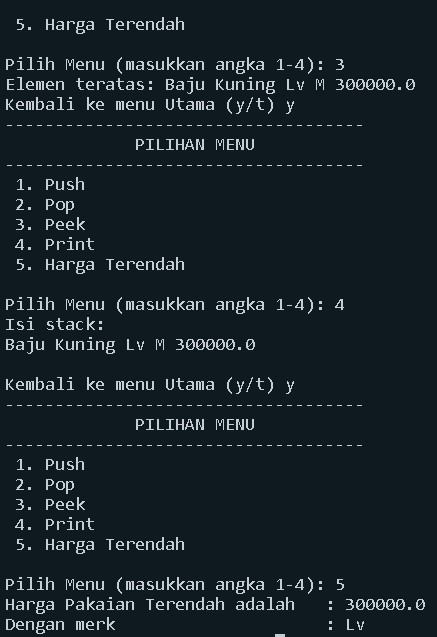 5. Harga Terendah
Pilih Menu (masukkan angka 1-4): 3
Elemen teratas: Baju Kuning Lv M 300000.0
Kembali ke menu Utama (y/t) y
------------------------------------
PILIHAN MENU
------------------------------------
1. Push
2. Pop
3. Peek
4. Print
5. Harga Terendah
Pilih Menu (masukkan angka 1-4): 4
Isi stack:
Baju Kuning Lv M 300000.0
Kembali ke menu Utama (y/t) y
------------------------------------
PILIHAN MENU
------------------------------------
1. Push
2. Pop
3. Peek
4. Print
5. Harga Terendah
Pilih Menu (masukkan angka 1-4): 5
Harga Pakaian Terendah adalah   : 300000.0
Dengan merk                     : Lv